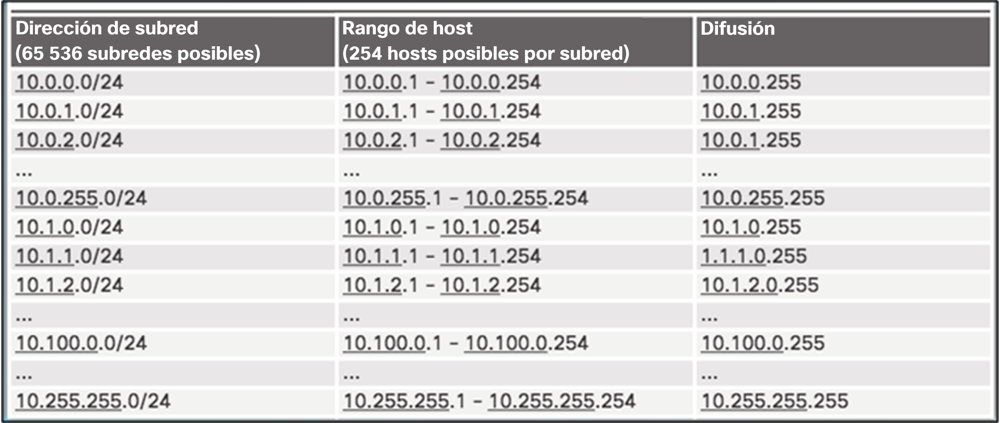 Dirección de subred
(65 536 subredes posibles)
Rango de host
(254 hosts posibles por subred)
Difusión
10.0.0.0/24 10.0.0.1 – 10.0.0.254 10.0.0.255
10.0.1.0/24 10.0.1.1 – 10.0.1.254 10.0.1.255
10.0.2.0/24 10.0.2.1 – 10.0.2.254 10.0.1.255
... ... ...
10.0.255.0/24 10.0.255.1 – 10.0.255.254 10.0.255.255
10.1.0.0/24 10.1.0.1 – 10.1.0.254 10.1.0.255
10.1.1.0/24 10.1.1.1 – 10.1.1.254 1.1.1.0.255
10.1.2.0/24 10.1.2.1 – 10.1.2.254 10.1.2.0.255
... ... ...
10.100.0.0/24 10.100.0.1 – 10.100.0.254 10.100.0.255
... ... ...
10.255.255.0/24 10.255.255.1 – 10.255.255.254 10.255.255.255